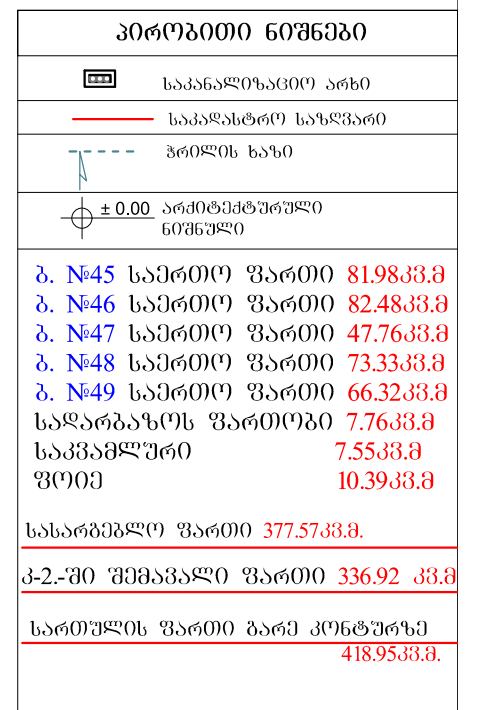 პირობითი ნიშნები
საკანალიზაციო არხი
საკადასტრო საზღვარი
ჭრილის ხაზი
± 0.00 არქიტექტურული
ნიშნული
ბ. №45 საერთო ფართი 81.98კვ.მ
ბ. №46 საერთო ფართი 82.48კვ.მ
ბ. №47 საერთო ფართი 47.76კვ.მ
ბ. №48 საერთო ფართი 73.33კვ.მ
ბ. №49 საერთო ფართი 66.32კვ.მ
სადარბაზოს ფართობი 7.76კვ.მ
საკვამლური 7.55კვ.მ
ფოიე 10.39კვ.მ
სასარგებლო ფართი 377.57კვ.მ.
კ-2.-ში შემავალი ფართი 336.92 კვ.მ
სართულის ფართი გარე კონტურზე
418.95კვ.მ.